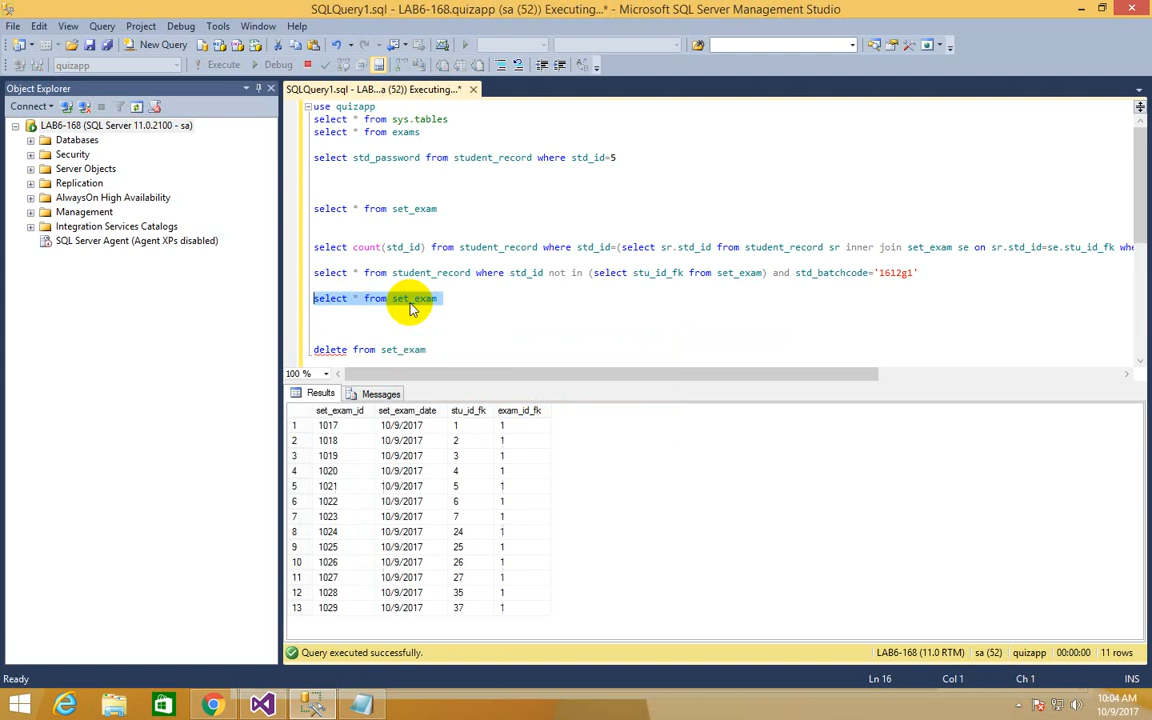 SQLQuery1.sql - LAB6-168.quizapp (sa (52)) Executing...* - Microsoft SQL Server Management Studio
File Edit View Query Project Debug Tools Window Help
New Query
quizapp Execute Debug
Object Explorer
SQLQuery1.sql - LAB...a (52)) Executing...*
Connect
LAB6-168 (SQL Server 11.0.2100 - sa)
Databases
Security
Server Objects
Replication
AlwaysOn High Availability
Management
Integration Services Catalogs
SQL Server Agent (Agent XPs disabled)
use quizapp
select * from sys.tables
select * from exams
select std_password from student_record where std_id=5
select * from set_exam
select count(std_id) from student_record where std_id=(select sr.std_id from student_record sr inner join set_exam se on sr.std_id=se.stu_id_fk whe
select * from student_record where std_id not in (select stu_id_fk from set_exam) and std_batchcode='1612g1'
select * from set_exam
delete from set_exam
100 %
Results Messages
set_exam_id set_exam_date stu_id_fk exam_id_fk
1 1017 10/9/2017 1 1
2 1018 10/9/2017 2 1
3 1019 10/9/2017 3 1
4 1020 10/9/2017 4 1
5 1021 10/9/2017 5 1
6 1022 10/9/2017 6 1
7 1023 10/9/2017 7 1
8 1024 10/9/2017 24 1
9 1025 10/9/2017 25 1
10 1026 10/9/2017 26 1
11 1027 10/9/2017 27 1
12 1028 10/9/2017 35 1
13 1029 10/9/2017 37 1
Query executed successfully. LAB6-168 (11.0 RTM) sa (52) quizapp 00:00:00 11 rows
Ready Ln 16 Col 1 Ch 1 INS
10:04 AM
10/9/2017